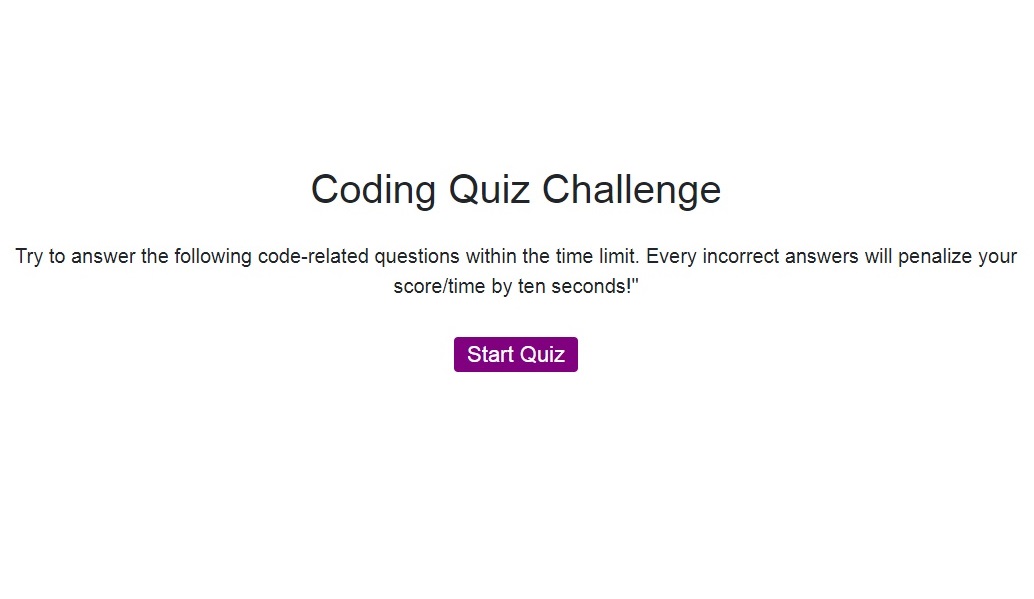 Coding Quiz Challenge
Try to answer the following code-related questions within the time limit. Every incorrect answers will penalize your
score/time by ten seconds!"
Start Quiz